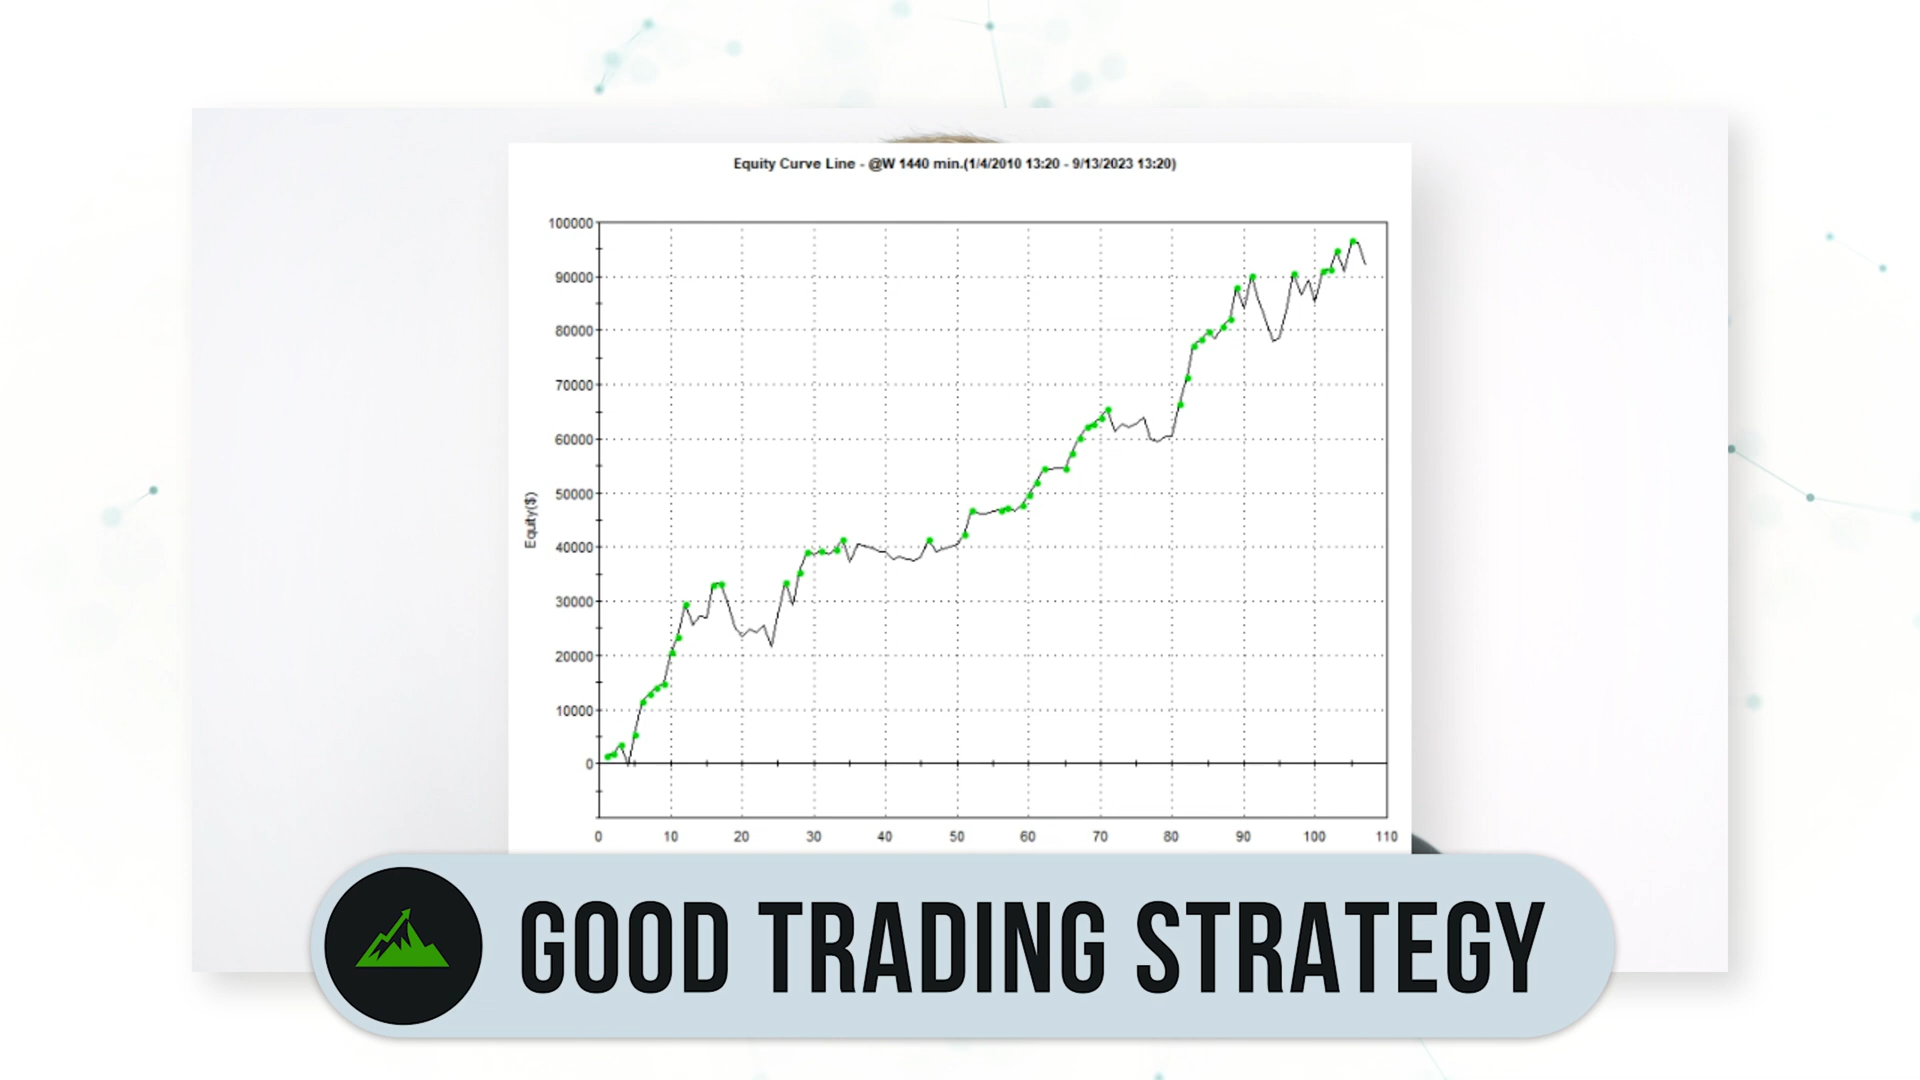 Equity Curve Line - @W 1440 min.(1/4/2010 13:20 - 9/13/2023 13:20)
100000
90000
80000
70000
60000
50000
40000
30000
20000
10000
0
Equity($)
0 10 20 30 40 50 60 70 80 90 100 110
GOOD TRADING STRATEGY